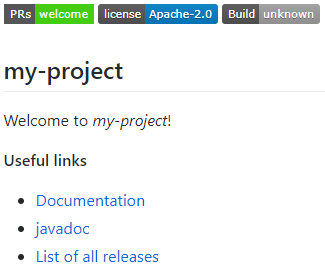 PRs welcome license Apache-2.0 Build unknown
my-project
Welcome to my-project!
Useful links
Documentation
javadoc
List of all releases